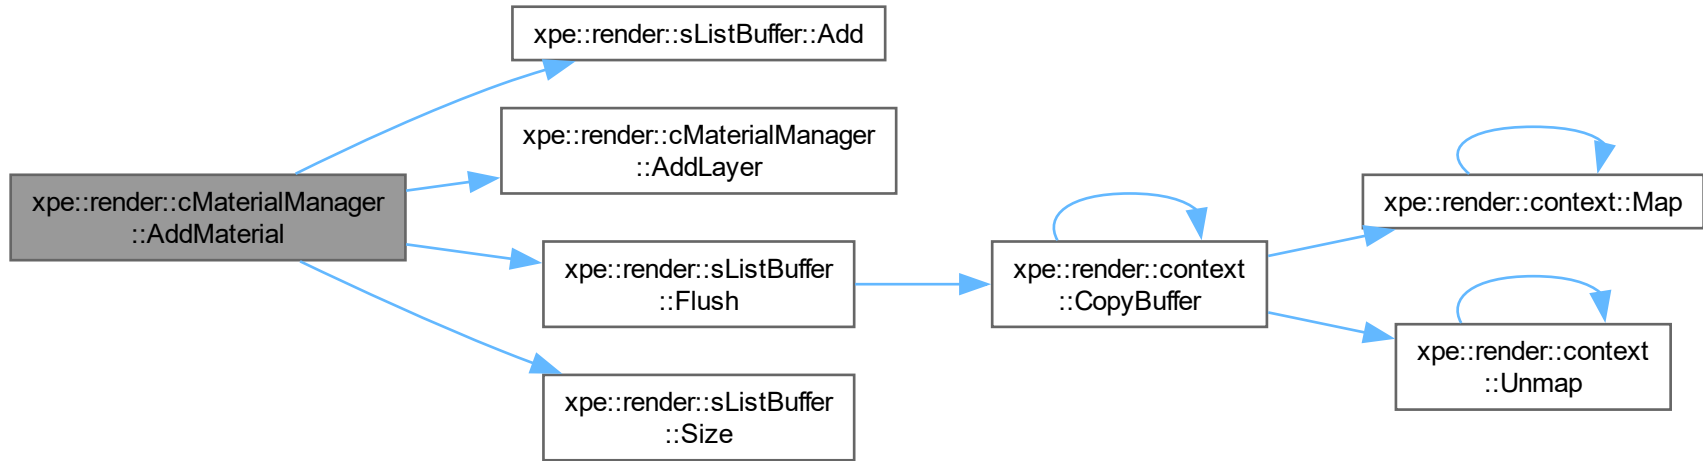 xpe::render::sListBuffer::Add
xpe::render::cMaterialManager
::AddLayer
xpe::render::cMaterialManager
::AddMaterial
xpe::render::sListBuffer
::Flush
xpe::render::sListBuffer
::Size
xpe::render::context
::CopyBuffer
xpe::render::context::Map
xpe::render::context
::Unmap